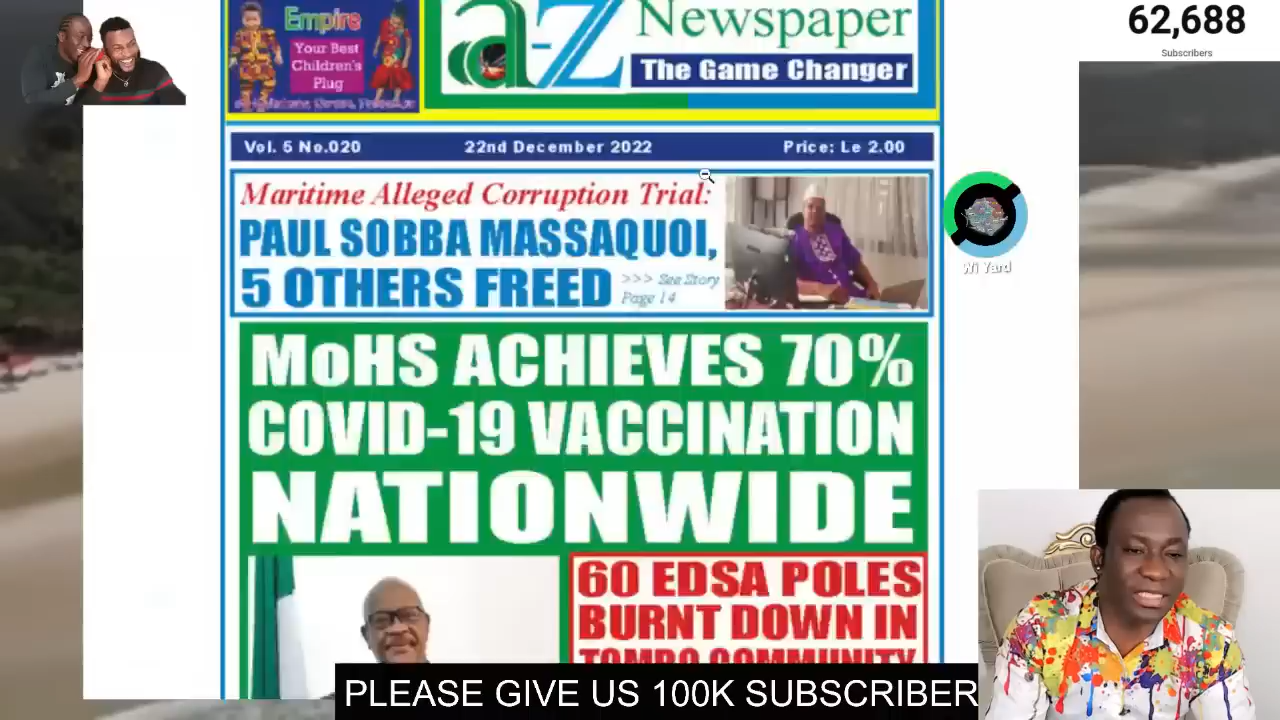 Empire
Your Best
Children's
Plug
a-Z Newspaper
The Game Changer
62,688
Subscribers
Vol. 5 No.020 22nd December 2022 Price: Le 2.00
Maritime Alleged Corruption Trial:
PAUL SOBBA MASSAQUOI,
5 OTHERS FREED
>>> See Story
Page 14
Wi Yard
MoHS ACHIEVES 70%
COVID-19 VACCINATION
NATIONWIDE
60 EDSA POLES
BURNT DOWN IN
TOMBO COMMUNITY
PLEASE GIVE US 100K SUBSCRIBER